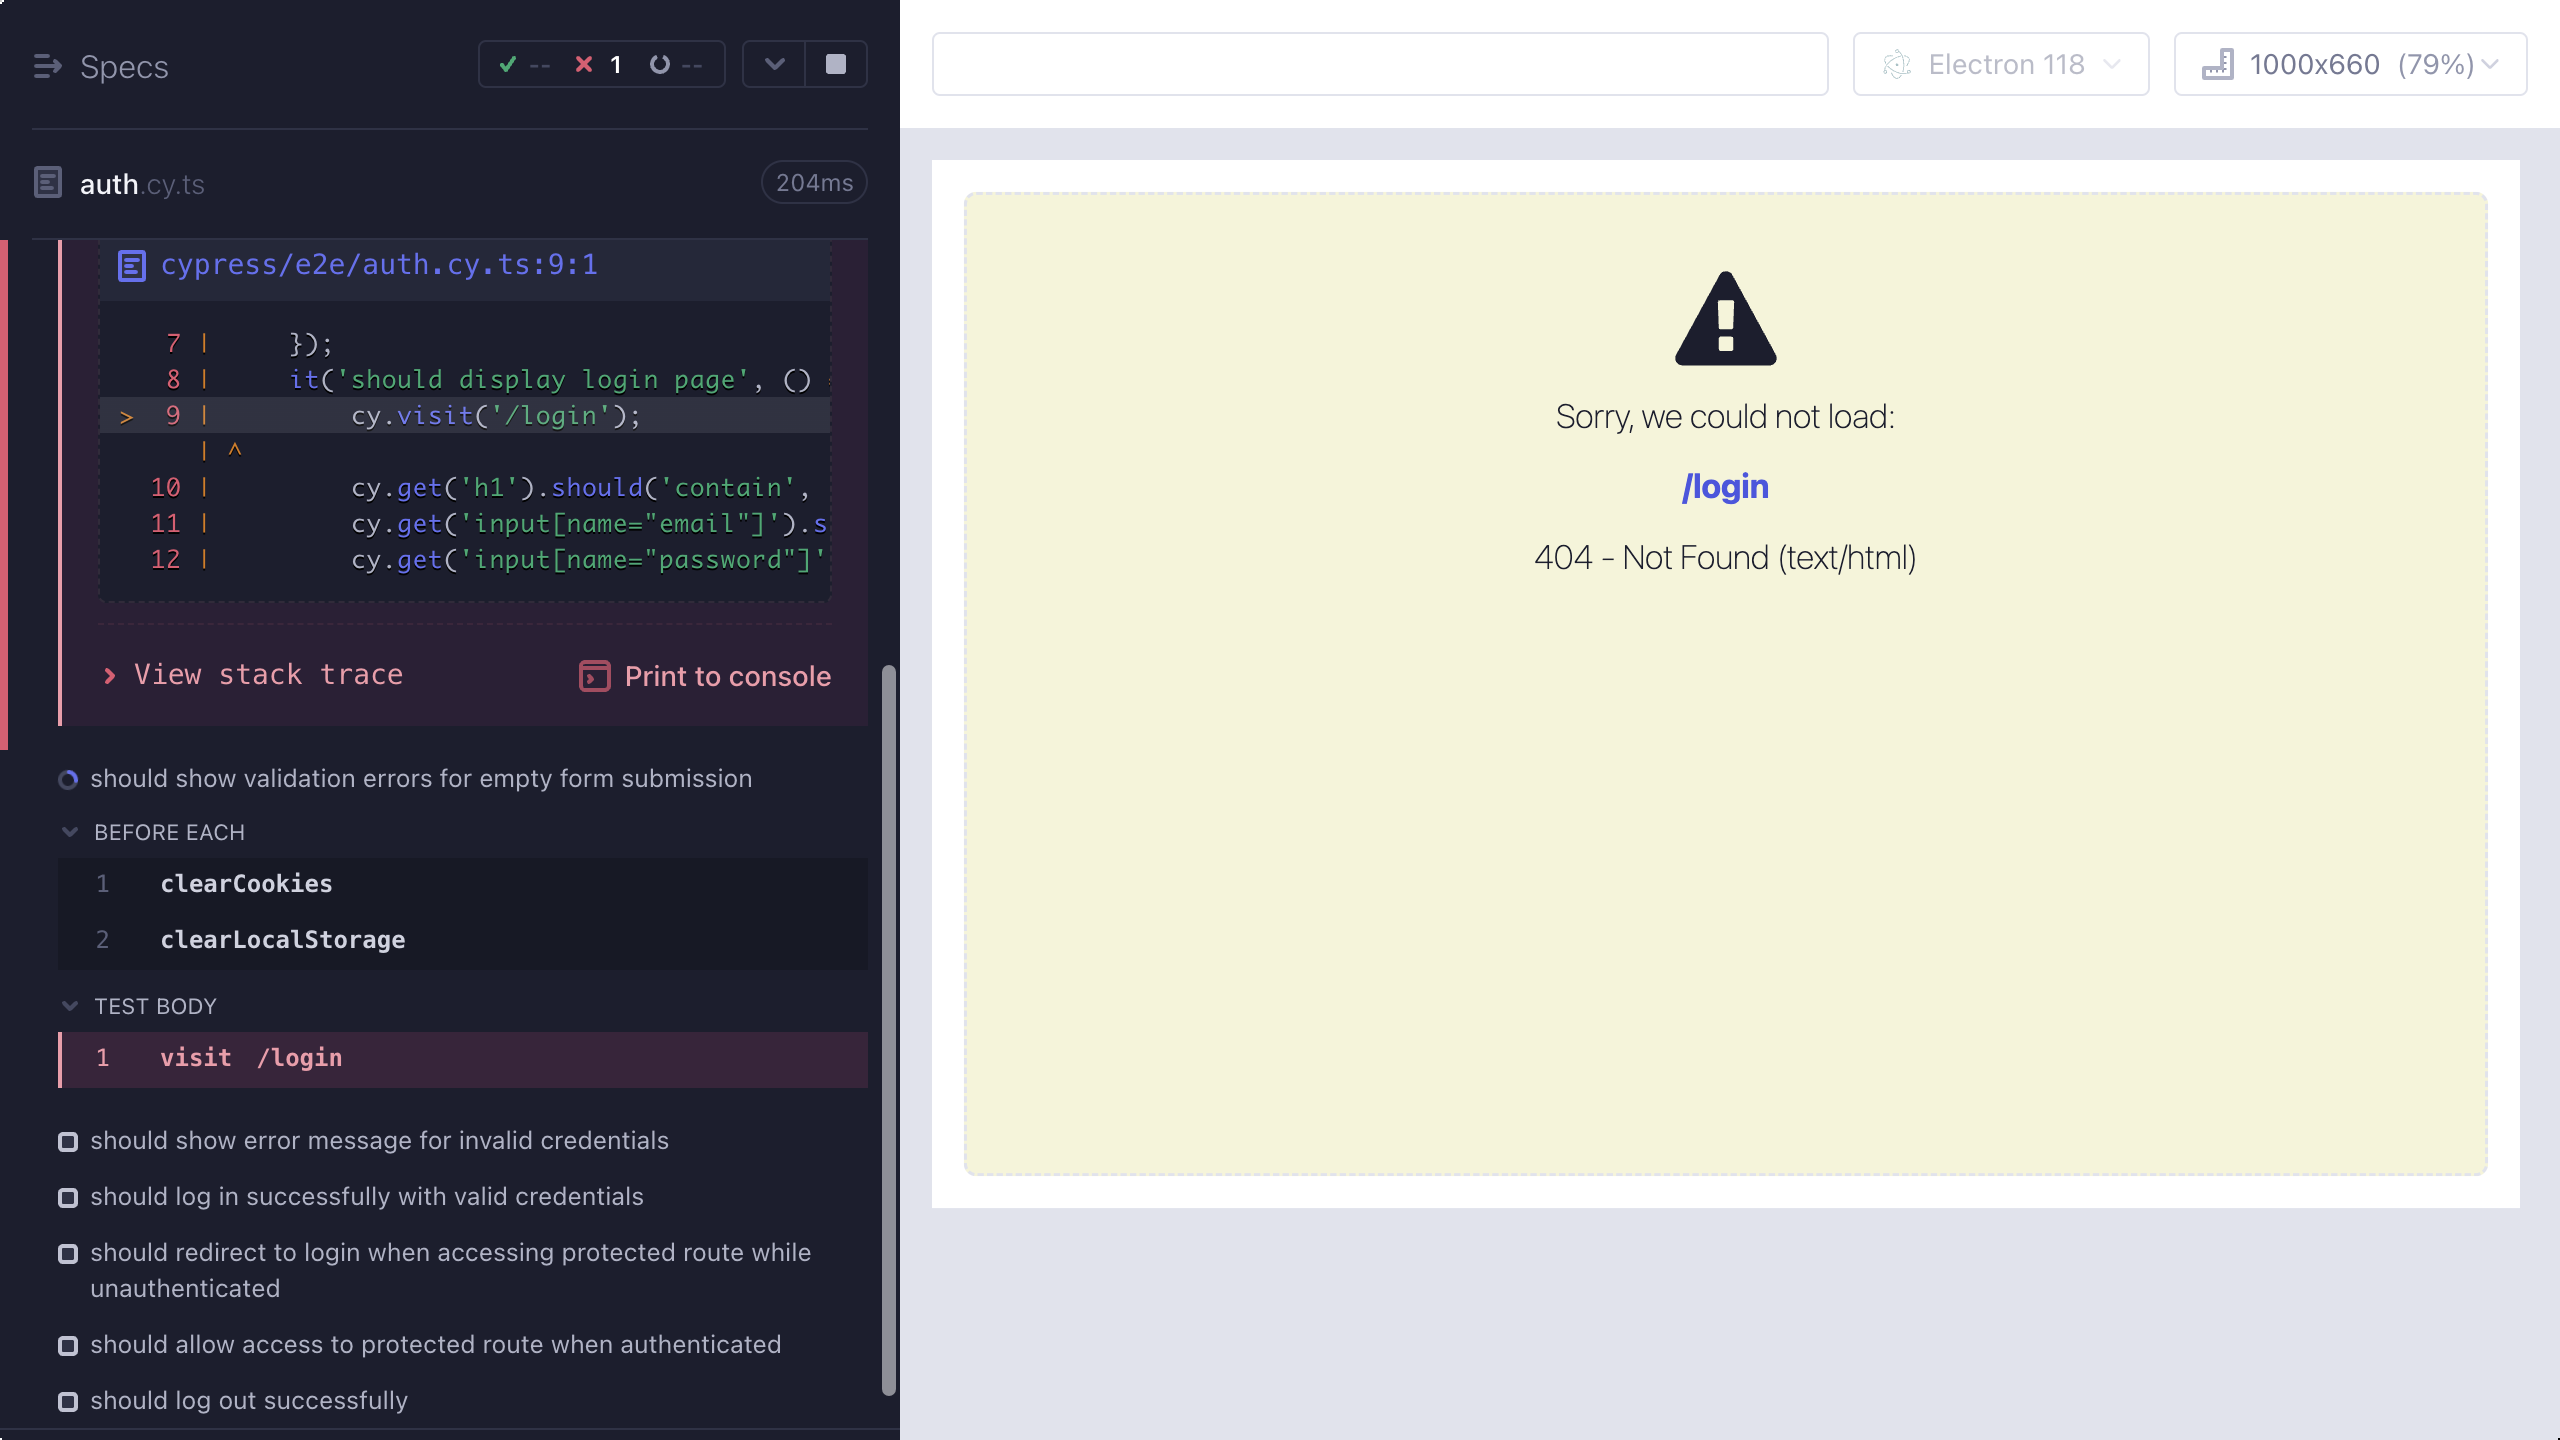 Specs
-- 1 --
auth.cy.ts
204ms
cypress/e2e/auth.cy.ts:9:1
7 | });
8 | it('should display login page', ()
> 9 | cy.visit('/login');
| ^
10 | cy.get('h1').should('contain',
11 | cy.get('input[name="email"]').s
12 | cy.get('input[name="password"]'
View stack trace
Print to console
should show validation errors for empty form submission
BEFORE EACH
1 clearCookies
2 clearLocalStorage
TEST BODY
1 visit /login
should show error message for invalid credentials
should log in successfully with valid credentials
should redirect to login when accessing protected route while
unauthenticated
should allow access to protected route when authenticated
should log out successfully
Electron 118
1000x660 (79%)
Sorry, we could not load:
/login
404 - Not Found (text/html)